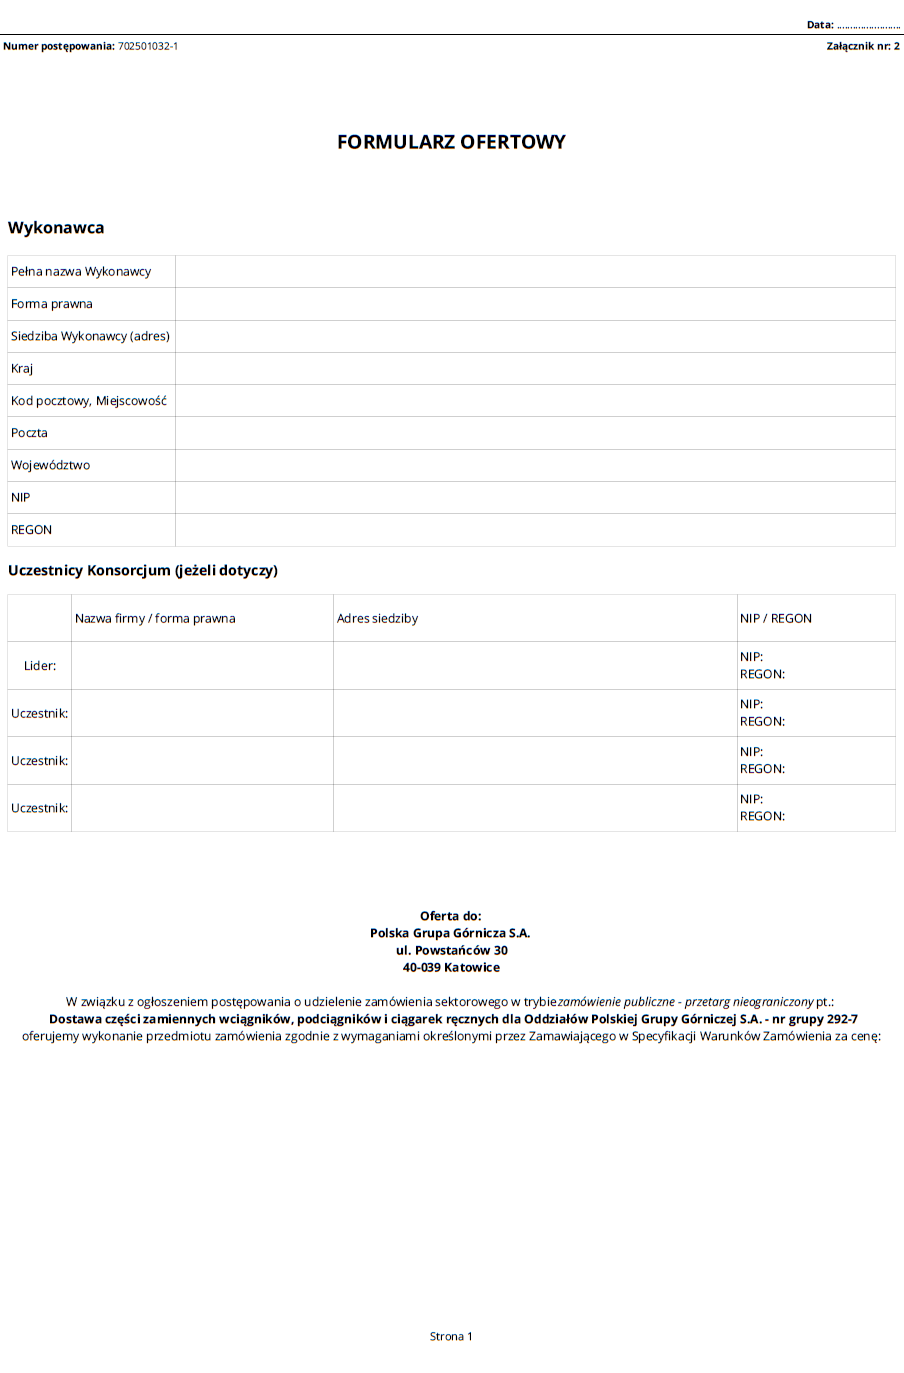 Data: ........................
Numer postępowania: 702501032-1
Załącznik nr: 2
FORMULARZ OFERTOWY
Wykonawca
Pełna nazwa Wykonawcy
Forma prawna
Siedziba Wykonawcy (adres)
Kraj
Kod pocztowy, Miejscowość
Poczta
Województwo
NIP
REGON
Uczestnicy Konsorcjum (jeżeli dotyczy)
Nazwa firmy / forma prawna
Adres siedziby
NIP / REGON
Lider:
NIP:
REGON:
Uczestnik:
NIP:
REGON:
Uczestnik:
NIP:
REGON:
Uczestnik:
NIP:
REGON:
Oferta do:
Polska Grupa Górnicza S.A.
ul. Powstańców 30
40-039 Katowice
W związku z ogłoszeniem postępowania o udzielenie zamówienia sektorowego w trybie zamówienie publiczne - przetarg nieograniczony pt.:
Dostawa części zamiennych wciągników, podciągników i ciągarek ręcznych dla Oddziałów Polskiej Grupy Górniczej S.A. - nr grupy 292-7
oferujemy wykonanie przedmiotu zamówienia zgodnie z wymaganiami określonymi przez Zamawiającego w Specyfikacji Warunków Zamówienia za cenę:
Strona 1